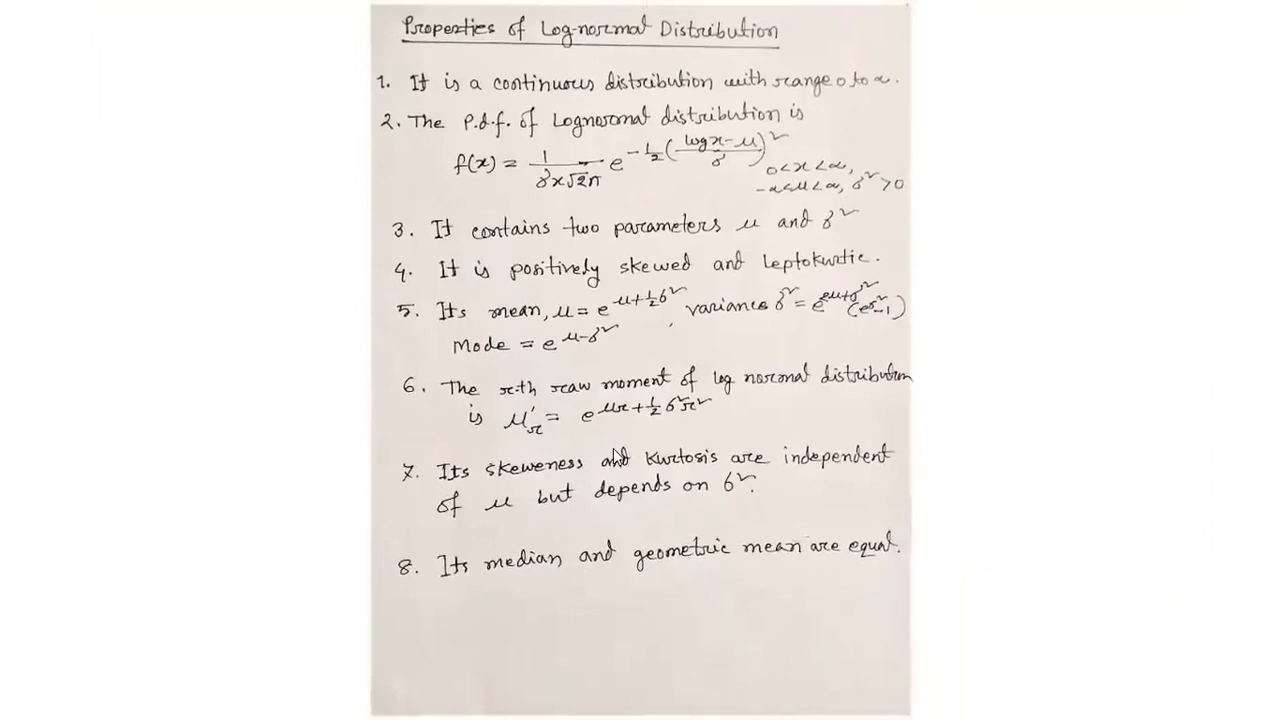 Properties of Log-normal Distribution
1. It is a continuous distribution with range 0 to ∝.
2. The P.d.f. of Lognormal distribution is
f(x) = 1/(σx√2π) e^{-1/2((logx-μ)/σ)^2} 0<x<∝,
-∝<μ<∝, σ²>0
3. It contains two parameters μ and σ²
4. It is positively skewed and Leptokurtic.
5. Its mean, μ = e^{μ+1/2σ²}, variance σ² = e^{2μ+σ²}(e^{σ²}-1)
Mode = e^{μ-σ²}
6. The r-th raw moment of log normal distribution
is μ'_r = e^{μr+1/2σ²r²}
7. Its skeweness and Kurtosis are independent
of μ but depends on σ².
8. Its median and geometric mean are equal.